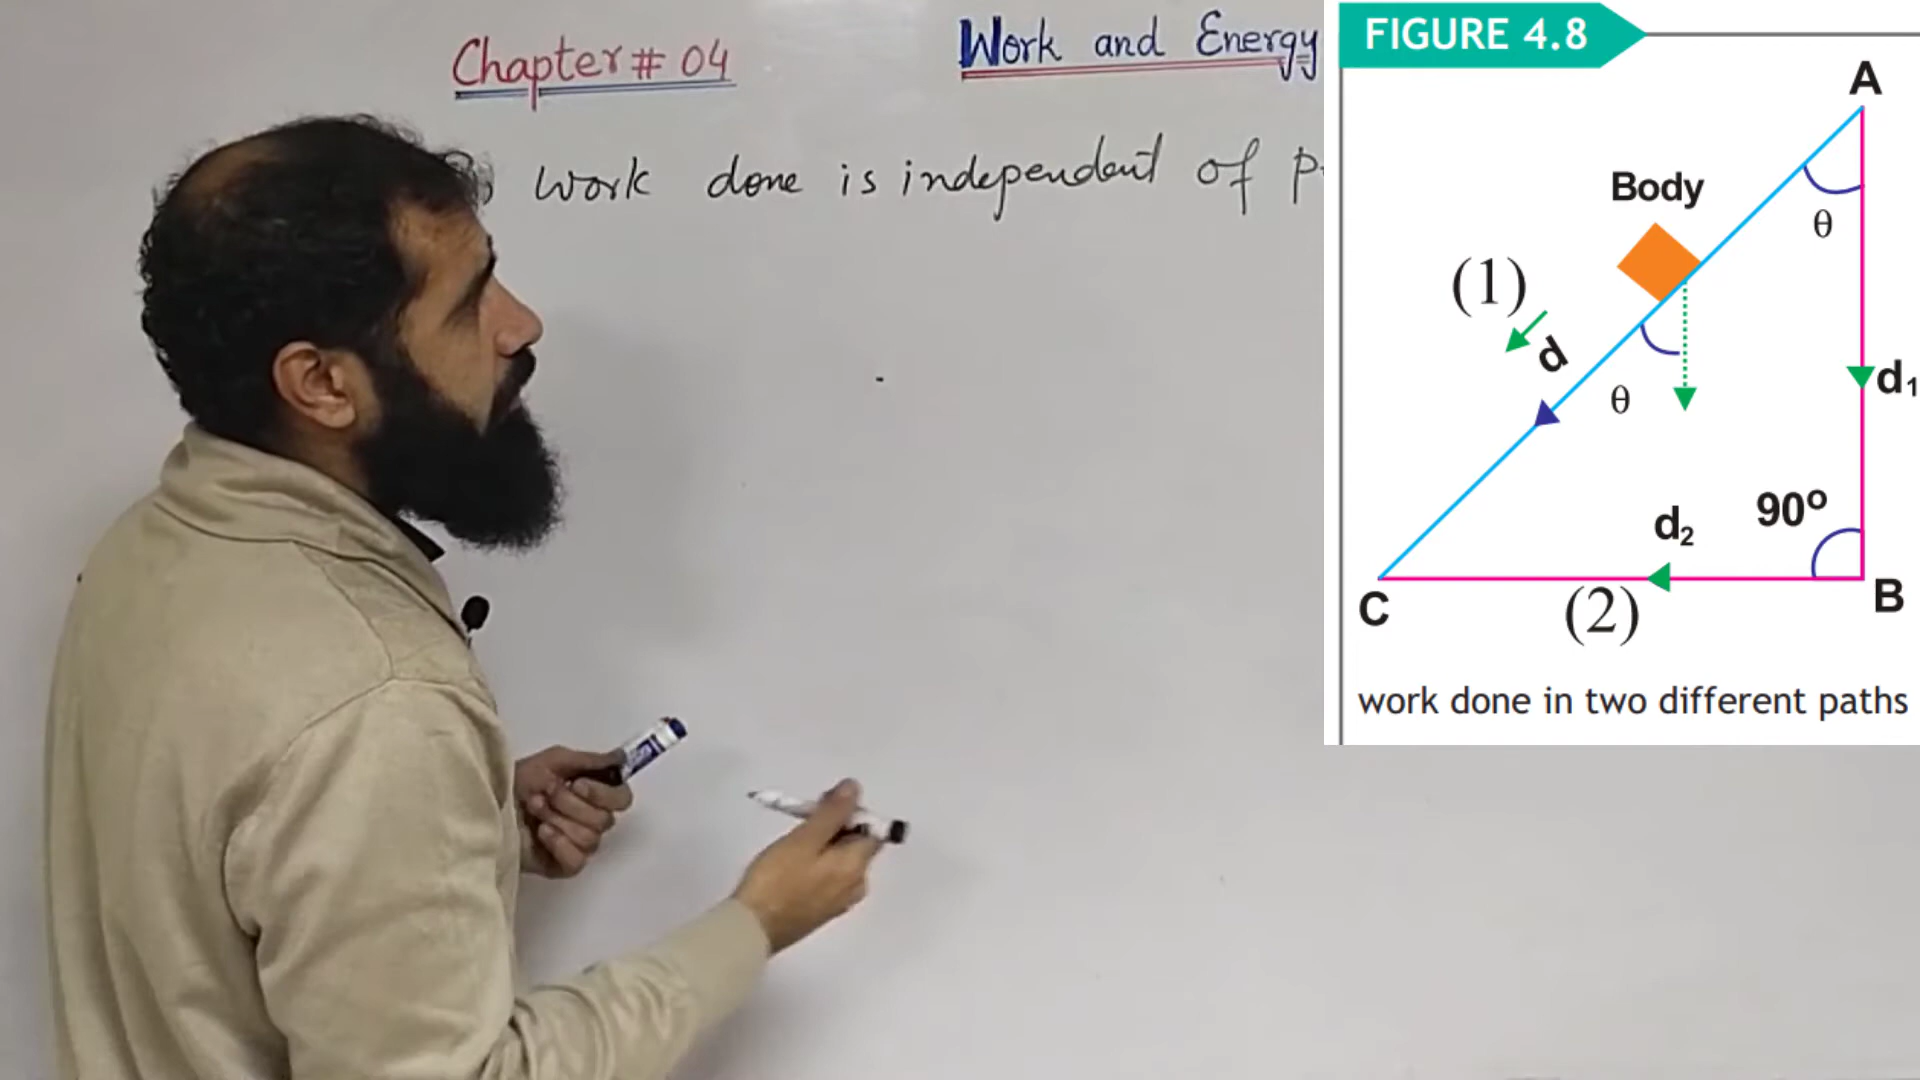 Chapter # 04
Work and Energy
work done is independent of
FIGURE 4.8
A
Body
θ
(1)
d
θ
d₁
90º
d₂
C
B
(2)
work done in two different paths